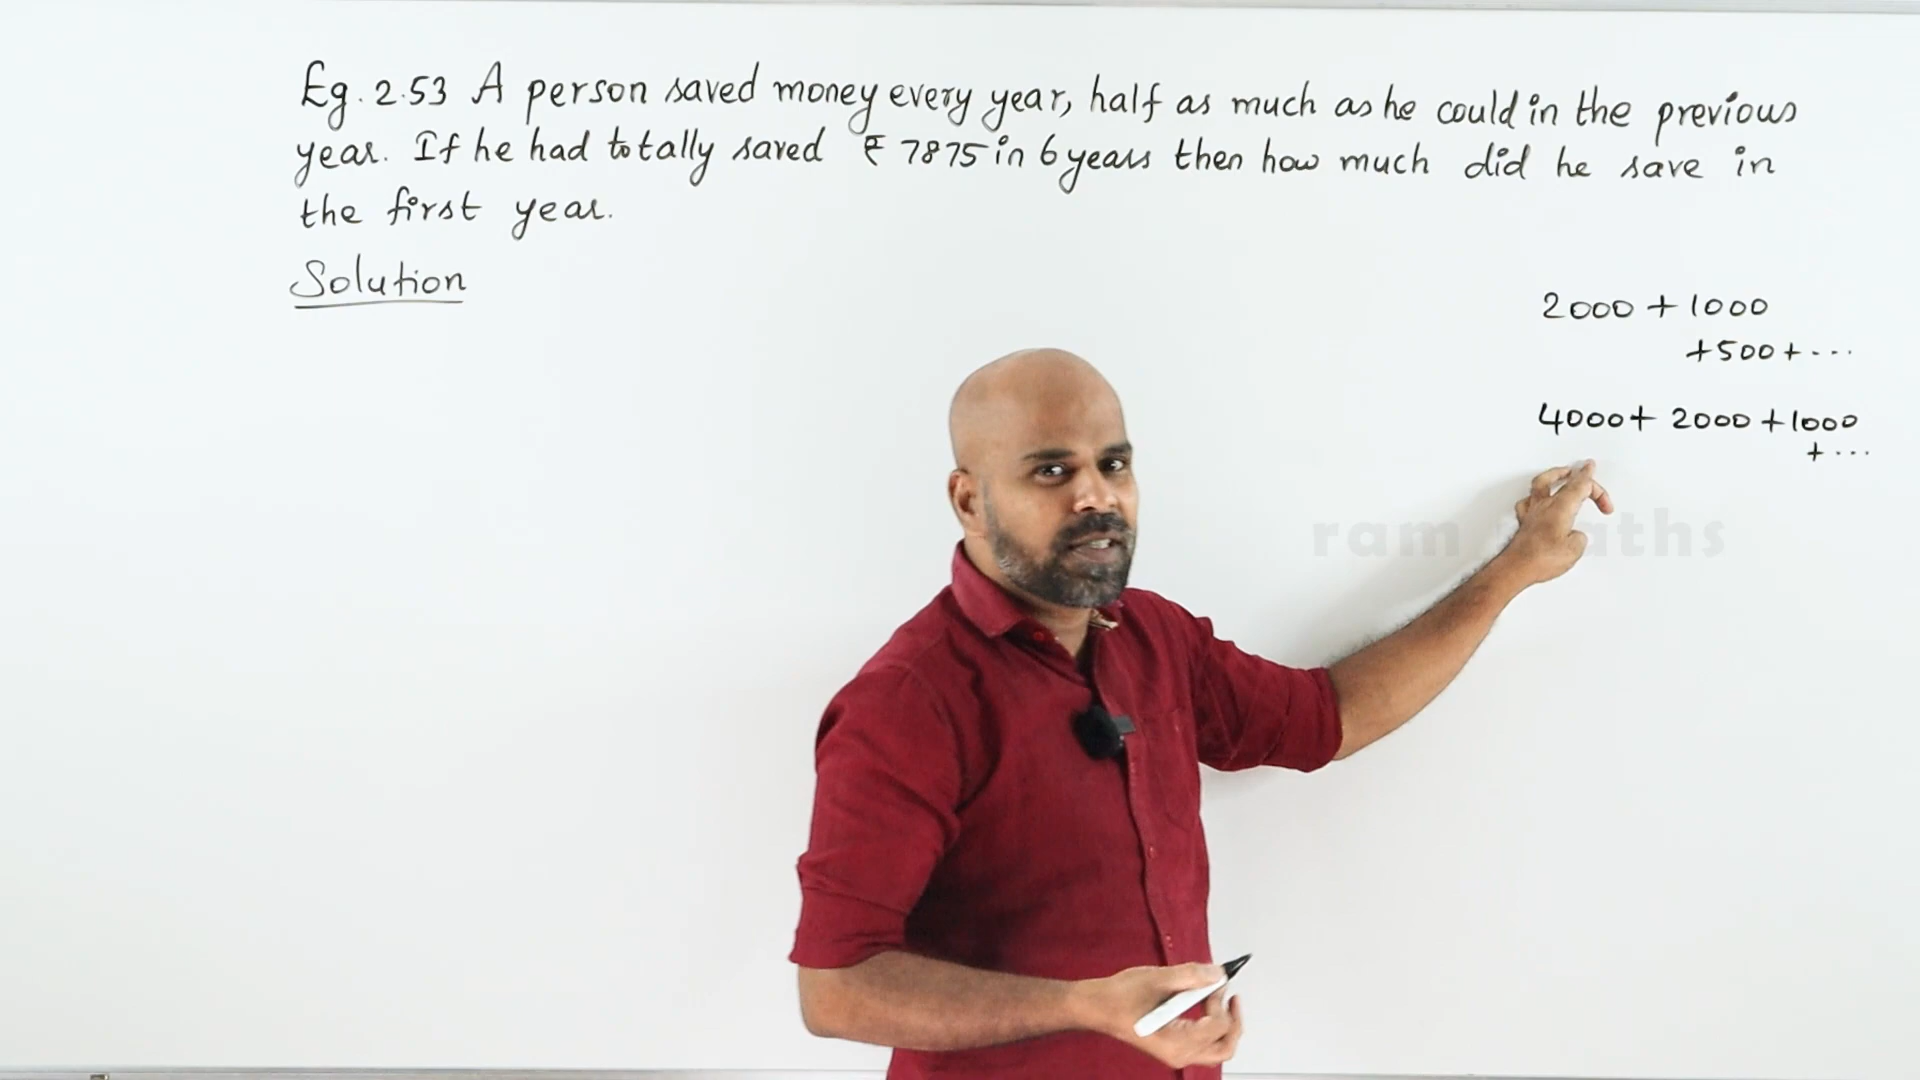 Eg. 2.53 A person saved money every year, half as much as he could in the previous
year. If he had totally saved ₹ 7875 in 6 years then how much did he save in
the first year.
Solution
2000 + 1000
+500 + ...
4000 + 2000 + 1000
+ ...
ram maths